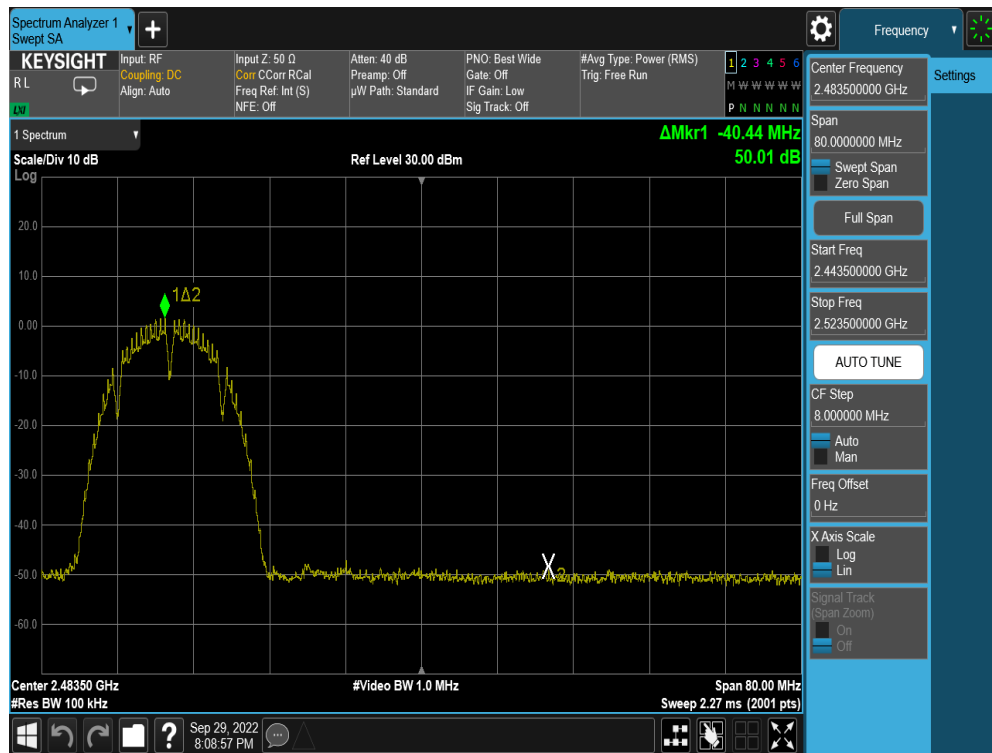 Spectrum Analyzer 1
Swept SA
+
Frequency
KEYSIGHT
R L
LXI
Input: RF
Coupling: DC
Align: Auto
Input Z: 50 Ω
Corr CCorr RCal
Freq Ref: Int (S)
NFE: Off
Atten: 40 dB
Preamp: Off
µW Path: Standard
PNO: Best Wide
Gate: Off
IF Gain: Low
Sig Track: Off
#Avg Type: Power (RMS)
Trig: Free Run
1 2 3 4 5 6
M W W W W W
P N N N N N
1 Spectrum
ΔMkr1 -40.44 MHz
50.01 dB
Scale/Div 10 dB
Ref Level 30.00 dBm
Log
20.0
10.0
0.00
-10.0
-20.0
-30.0
-40.0
-50.0
-60.0
1Δ2
X2
Center 2.48350 GHz
#Video BW 1.0 MHz
Span 80.00 MHz
#Res BW 100 kHz
Sweep 2.27 ms (2001 pts)
Center Frequency
2.483500000 GHz
Settings
Span
80.0000000 MHz
Swept Span
Zero Span
Full Span
Start Freq
2.443500000 GHz
Stop Freq
2.523500000 GHz
AUTO TUNE
CF Step
8.000000 MHz
Auto
Man
Freq Offset
0 Hz
X Axis Scale
Log
Lin
Signal Track
(Span Zoom)
On
Off
?
Sep 29, 2022
8:08:57 PM